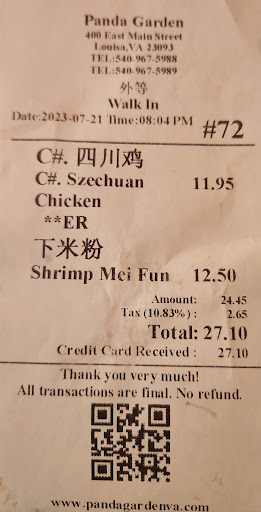 Panda Garden
400 East Main Street
Louisa,VA 23093
TEL:540-967-5988
TEL:540-967-5989
外等
Walk In
Date:2023-07-21 Time:08:04 PM
#72
C#. 四川鸡
C#. Szechuan 11.95
Chicken
**ER
下米粉
Shrimp Mei Fun 12.50
Amount: 24.45
Tax (10.83%) : 2.65
Total: 27.10
Credit Card Received : 27.10
Thank you very much!
All transactions are final. No refund.
www.pandagardenva.com